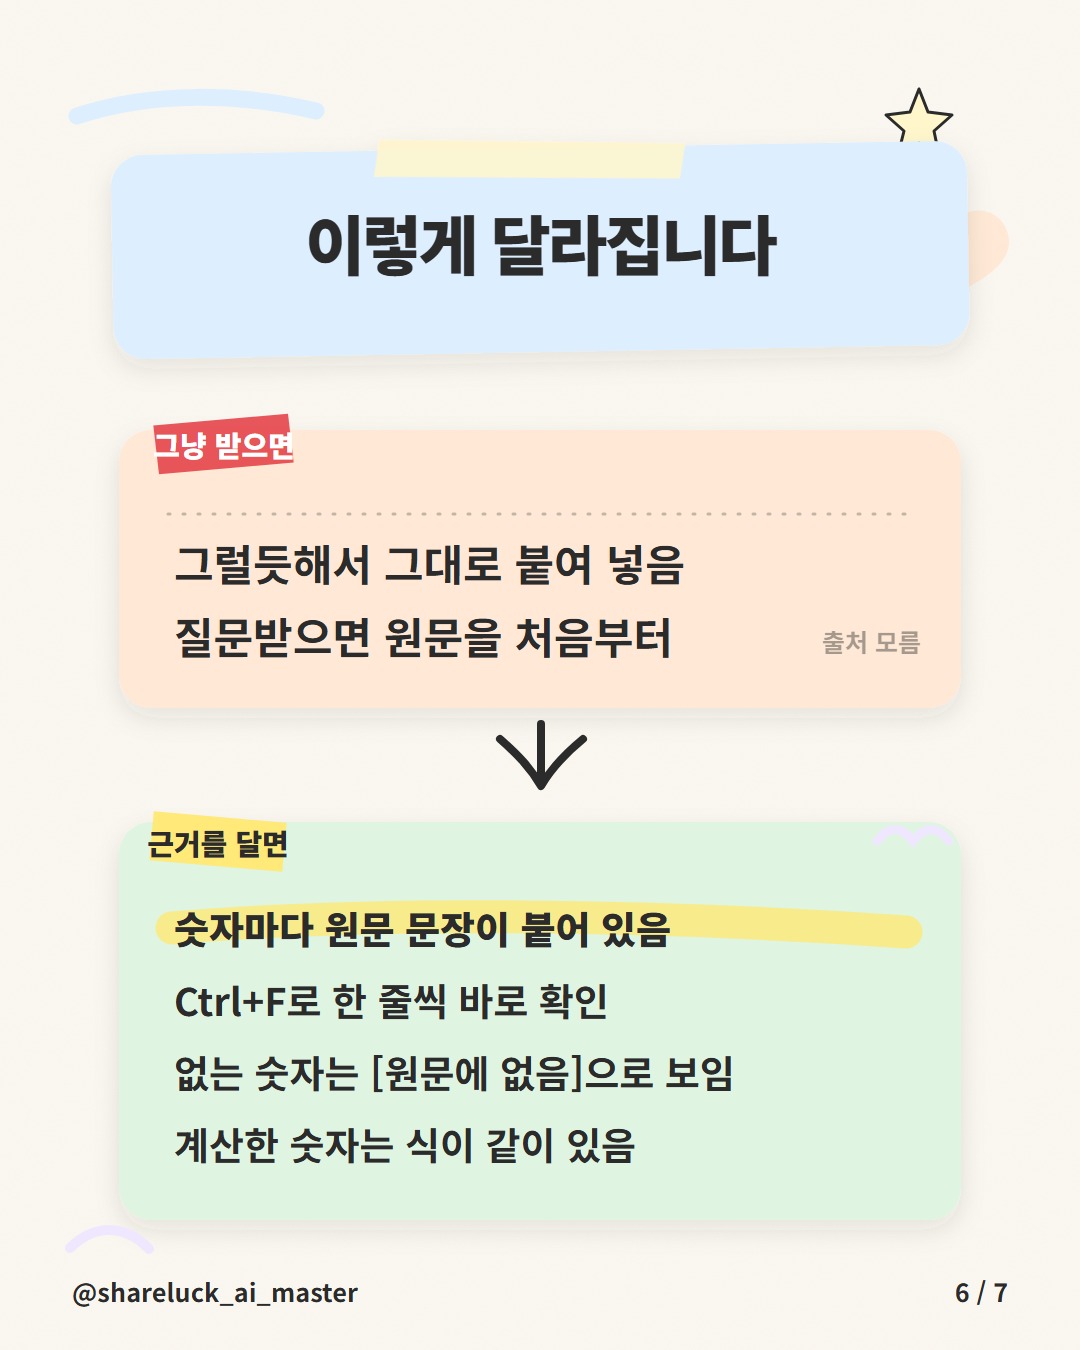 이렇게 달라집니다
그냥 받으면
그럴듯해서 그대로 붙여 넣음
질문받으면 원문을 처음부터
출처 모름
근거를 달면
숫자마다 원문 문장이 붙어 있음
Ctrl+F로 한 줄씩 바로 확인
없는 숫자는 [원문에 없음]으로 보임
계산한 숫자는 식이 같이 있음
@shareluck_ai_master
6 / 7